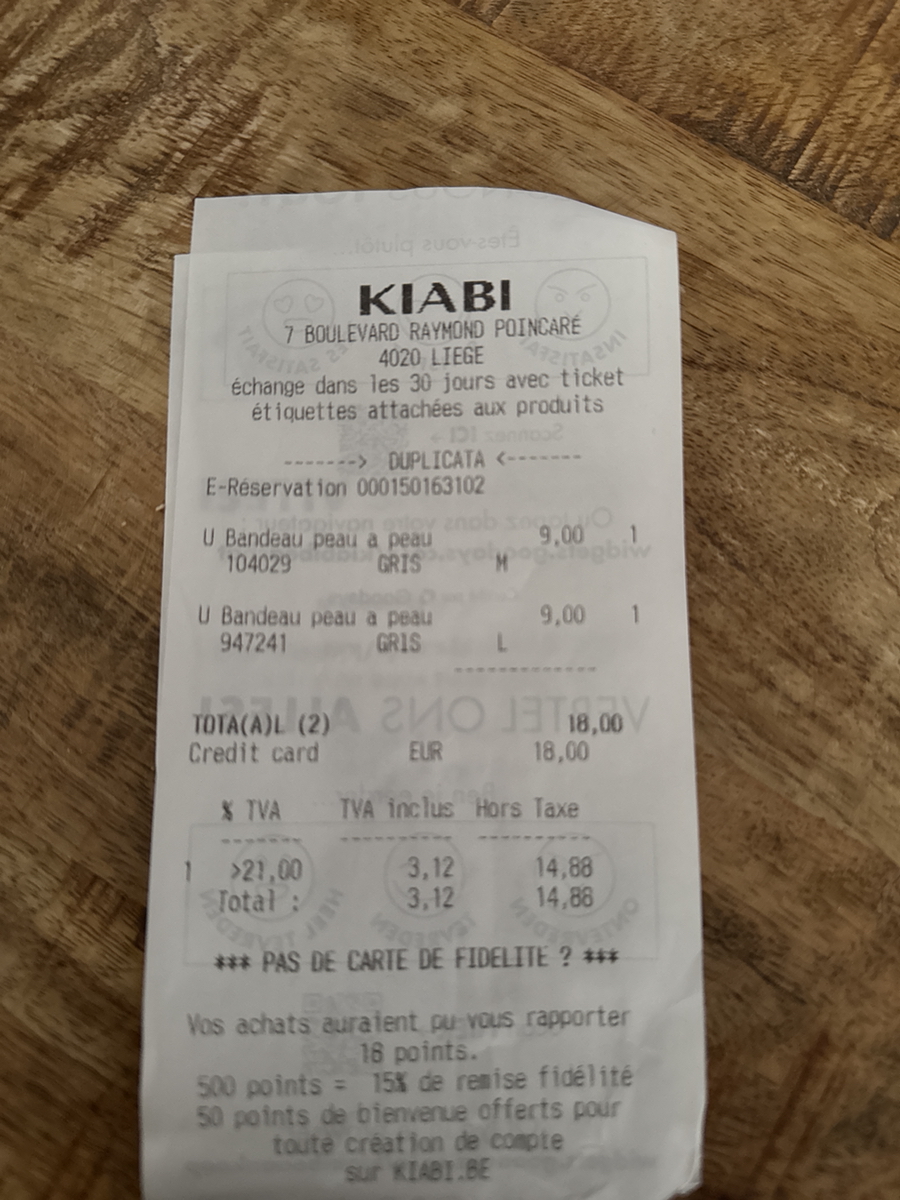 KIABI
7 BOULEVARD RAYMOND POINCARÉ
4020 LIEGE
échange dans les 30 jours avec ticket
étiquettes attachées aux produits
-------> DUPLICATA <-------
E-Réservation 000150163102
U Bandeau peau a peau 9,00 1
104029 GRIS M
U Bandeau peau a peau 9,00 1
947241 GRIS L
-------------
TOTA(A)L (2) 18,00
Credit card EUR 18,00
% TVA TVA inclus Hors Taxe
------- ---------- ----------
1 >21,00 3,12 14,88
Total : 3,12 14,88
*** PAS DE CARTE DE FIDELITE ? ***
Vos achats auraient pu vous rapporter
18 points.
500 points = 15% de remise fidélité
50 points de bienvenue offerts pour
toute création de compte
sur KIABI.BE